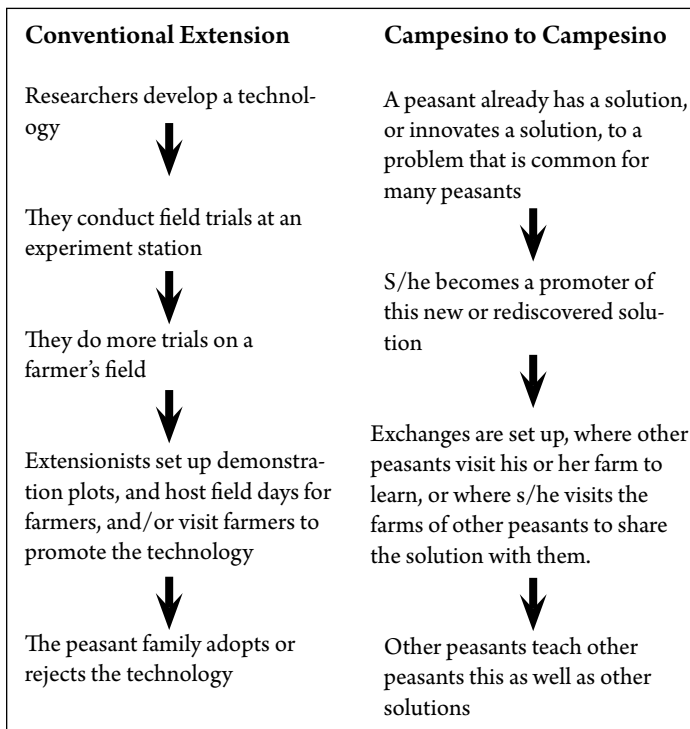 Conventional Extension
Researchers develop a technol-
ogy
They conduct field trials at an
experiment station
They do more trials on a
farmer’s field
Extensionists set up demonstra-
tion plots, and host field days for
farmers, and/or visit farmers to
promote the technology
The peasant family adopts or
rejects the technology
Campesino to Campesino
A peasant already has a solution,
or innovates a solution, to a
problem that is common for
many peasants
S/he becomes a promoter of
this new or rediscovered solu-
tion
Exchanges are set up, where other
peasants visit his or her farm to
learn, or where s/he visits the
farms of other peasants to share
the solution with them.
Other peasants teach other
peasants this as well as other
solutions